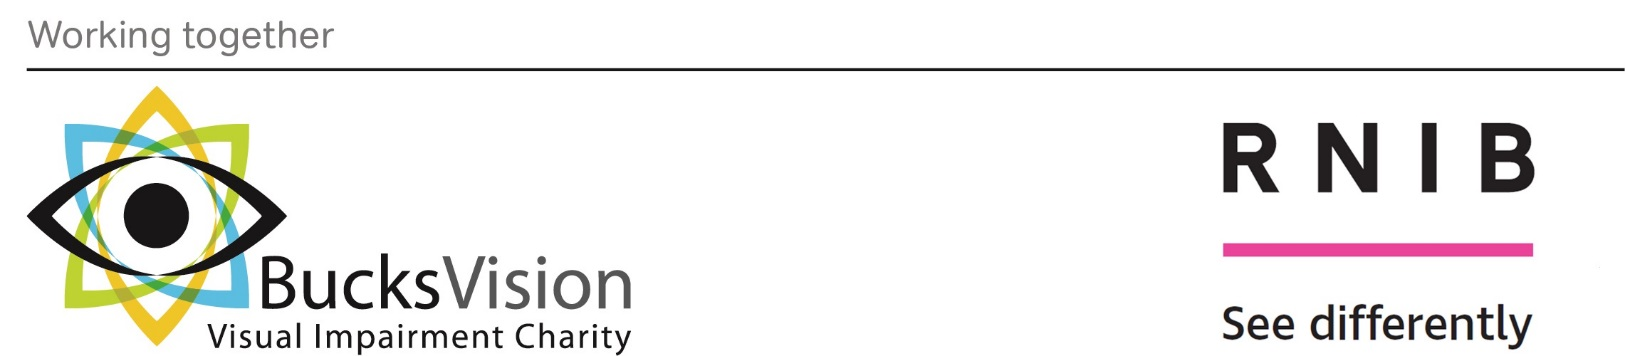 Working together
BucksVision
Visual Impairment Charity
RNIB
See differently